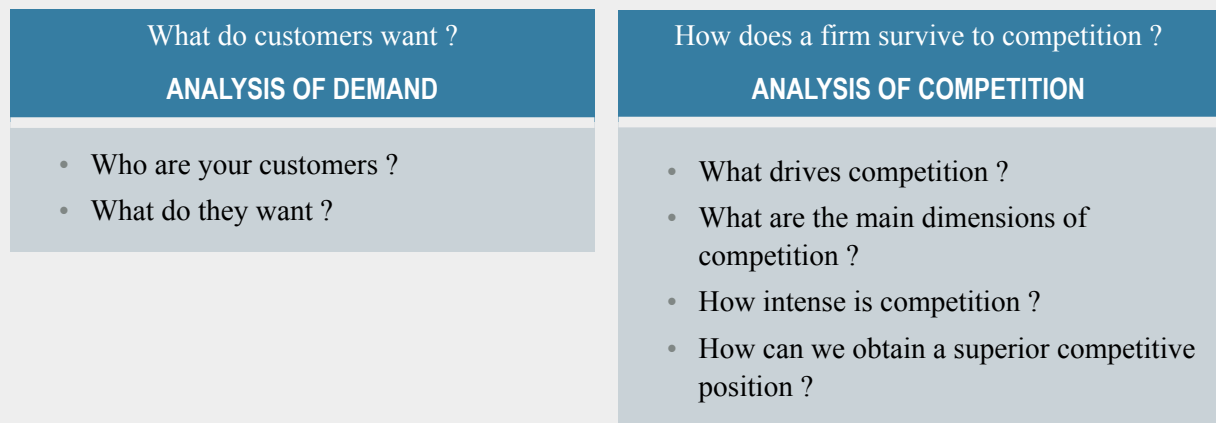 What do customers want ?
ANALYSIS OF DEMAND
• Who are your customers ?
• What do they want ?
How does a firm survive to competition ?
ANALYSIS OF COMPETITION
• What drives competition ?
• What are the main dimensions of
competition ?
• How intense is competition ?
• How can we obtain a superior competitive
position ?